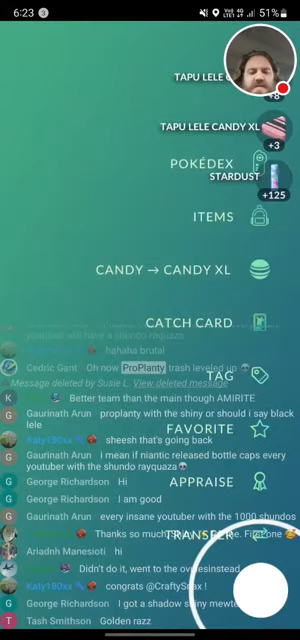 6:23
51%
TAPU LELE C
+8
TAPU LELE CANDY XL
+3
POKÉDEX
STARDUST
+125
ITEMS
CANDY → CANDY XL
CATCH CARD
hahaha brutal
Cedric Gant Oh now ProPlanty trash leveled up 💀
Message deleted by Susie L. View deleted message
TAG
K
Better team than the main though AMIRITE
G Gaurinath Arun proplanty with the shiny or should i say black
lele
FAVORITE
Katy180xx sheesh that's going back
G Gaurinath Arun i mean if niantic released bottle caps every
youtuber with the shundo rayquaza💀
APPRAISE
G George Richardson Hi
G George Richardson I am good
G Gaurinath Arun every insane youtuber with the 1000 shundos
TRANSFER
Thanks so much
Ariadnh Manesioti hi
Didn't do it, went to the
Katy180xx congrats @CraftySnax !
G George Richardson I got a shadow shiny mewt
T Tash Smithson Golden razz